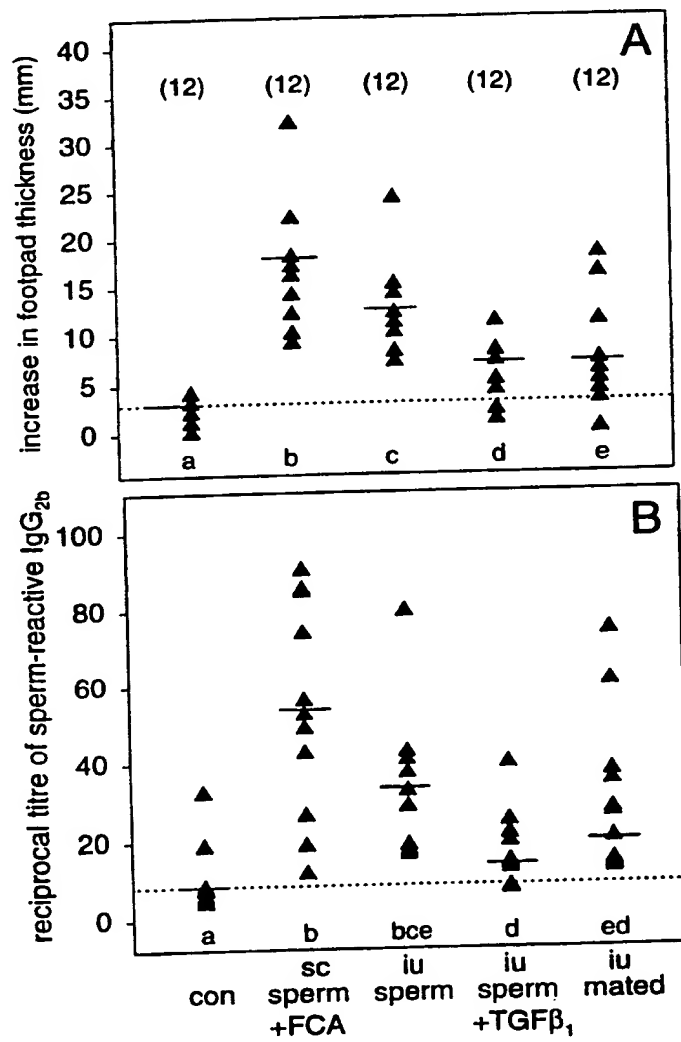 A
increase in footpad thickness (mm)
40
35
30
25
20
15
10
5
0
(12) (12) (12) (12) (12)
a b c d e
B
reciprocal titre of sperm-reactive IgG2b
100
80
60
40
20
0
a b bce d ed
con sc sperm +FCA iu sperm iu sperm +TGFβ1 iu mated